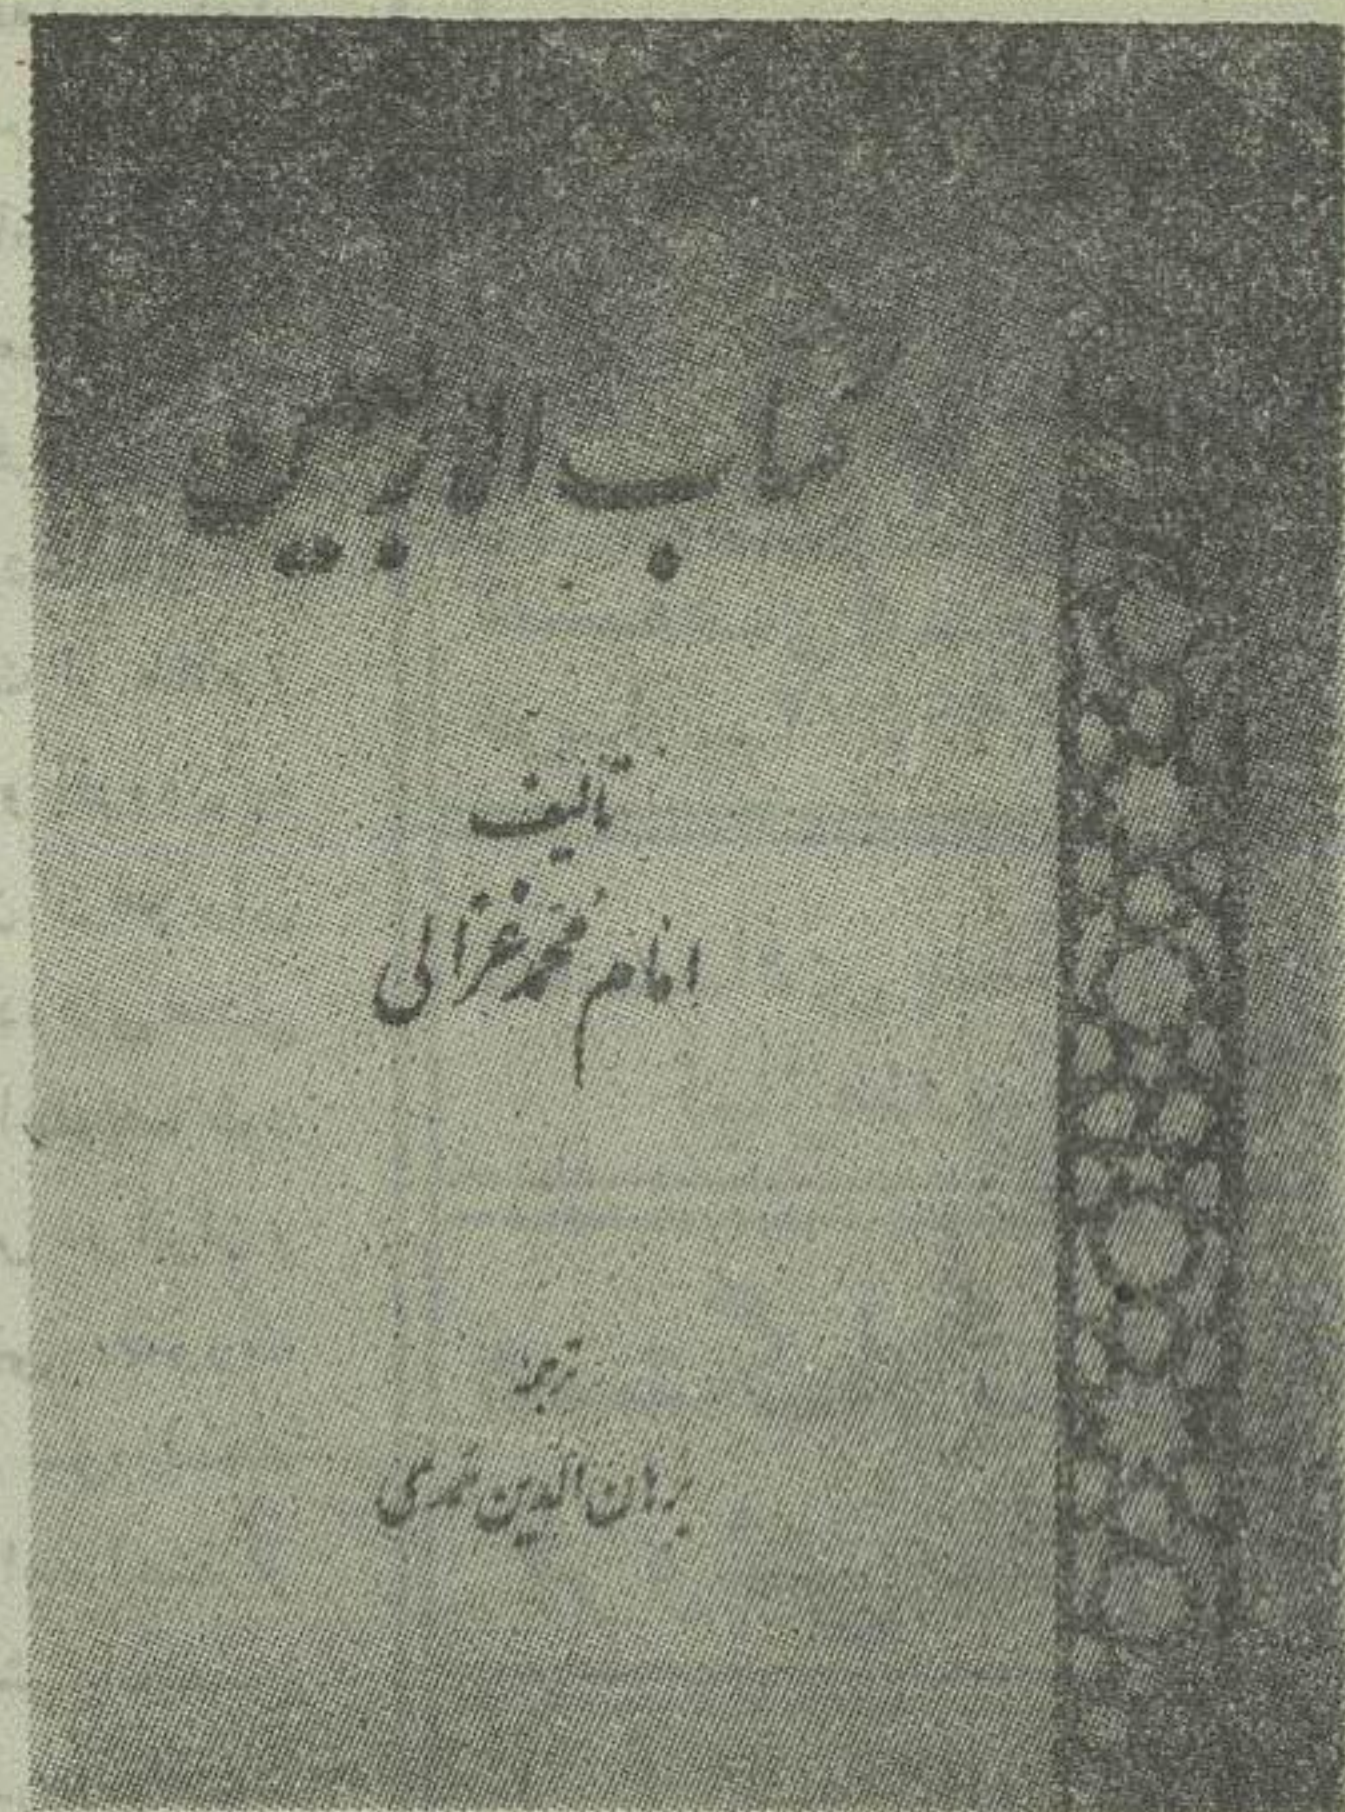 کتاب الاربعین
تألیف
امام محمد غزالی
ترجمهٔ
برهان الدین حمدی